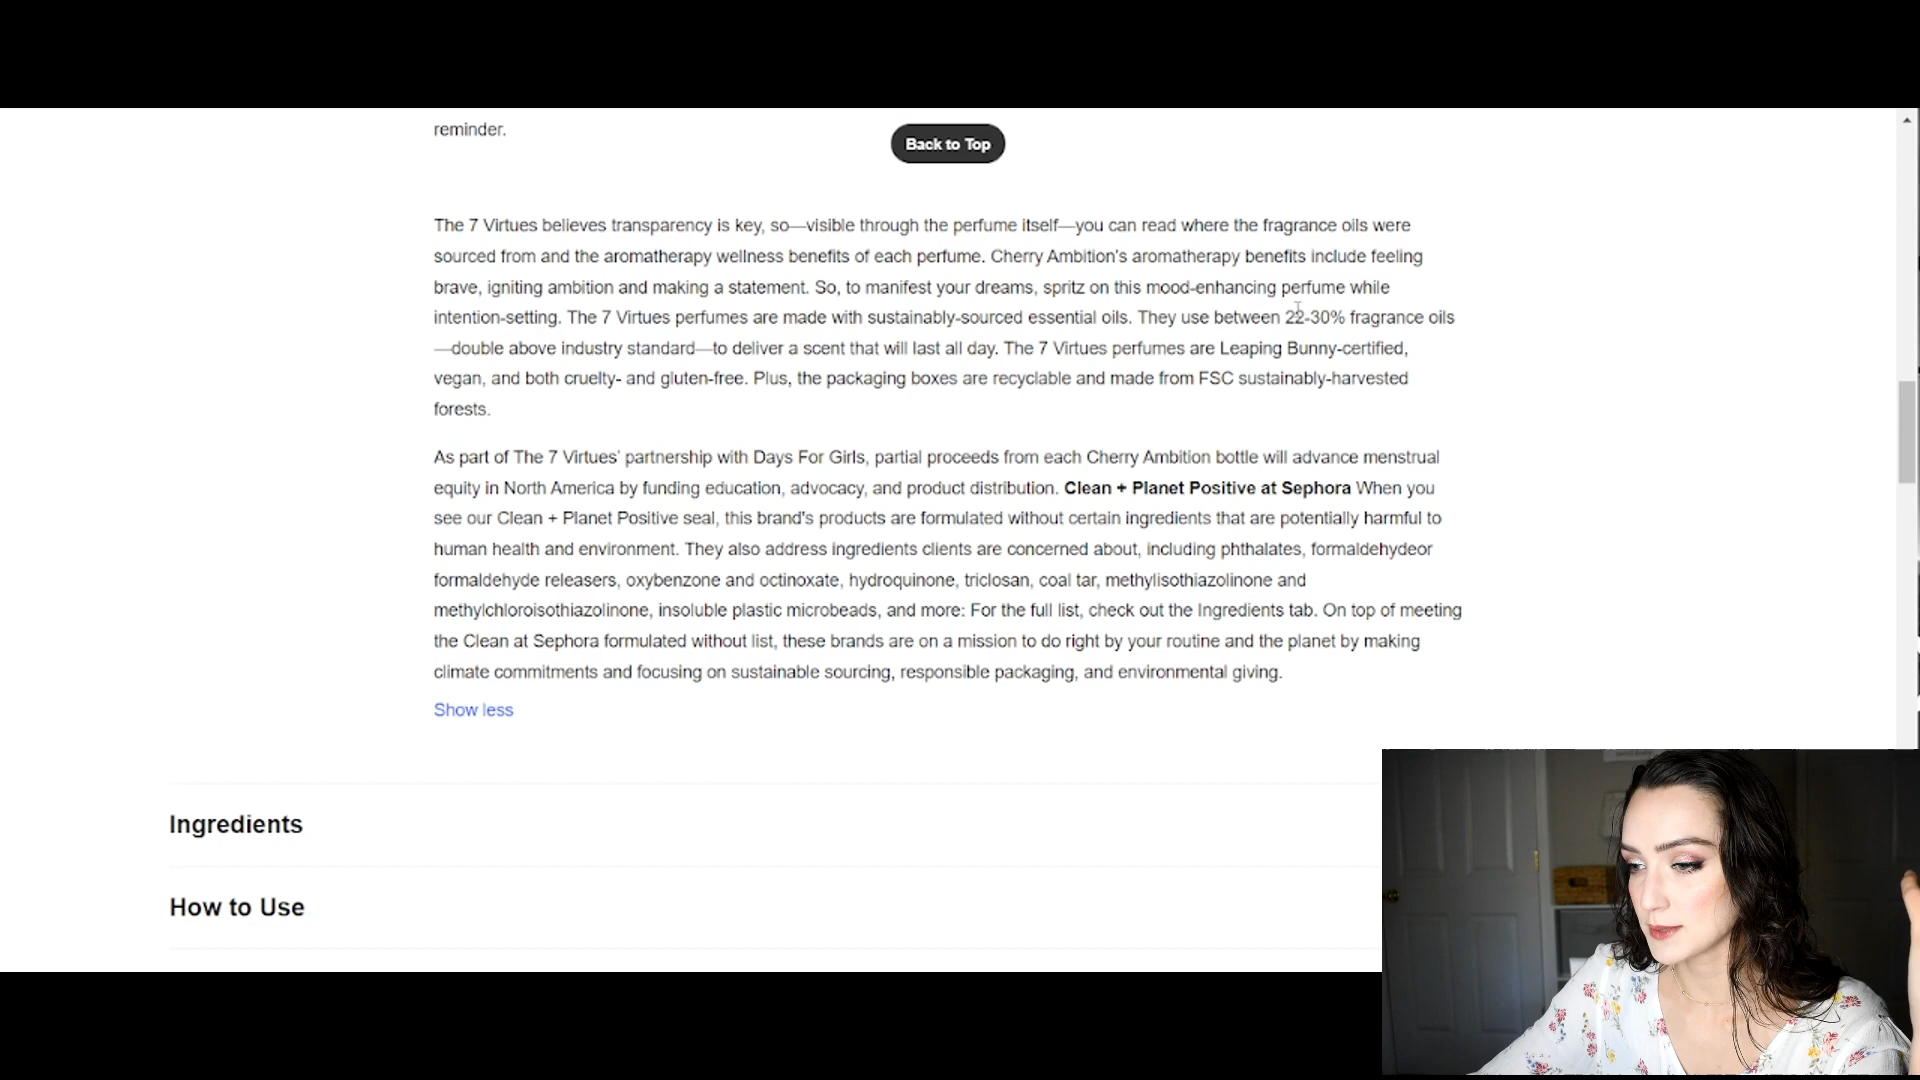 reminder.
Back to Top
The 7 Virtues believes transparency is key, so—visible through the perfume itself—you can read where the fragrance oils were
sourced from and the aromatherapy wellness benefits of each perfume. Cherry Ambition's aromatherapy benefits include feeling
brave, igniting ambition and making a statement. So, to manifest your dreams, spritz on this mood-enhancing perfume while
intention-setting. The 7 Virtues perfumes are made with sustainably-sourced essential oils. They use between 22-30% fragrance oils
—double above industry standard—to deliver a scent that will last all day. The 7 Virtues perfumes are Leaping Bunny-certified,
vegan, and both cruelty- and gluten-free. Plus, the packaging boxes are recyclable and made from FSC sustainably-harvested
forests.
As part of The 7 Virtues' partnership with Days For Girls, partial proceeds from each Cherry Ambition bottle will advance menstrual
equity in North America by funding education, advocacy, and product distribution. Clean + Planet Positive at Sephora When you
see our Clean + Planet Positive seal, this brand's products are formulated without certain ingredients that are potentially harmful to
human health and environment. They also address ingredients clients are concerned about, including phthalates, formaldehydeor
formaldehyde releasers, oxybenzone and octinoxate, hydroquinone, triclosan, coal tar, methylisothiazolinone and
methylchloroisothiazolinone, insoluble plastic microbeads, and more: For the full list, check out the Ingredients tab. On top of meeting
the Clean at Sephora formulated without list, these brands are on a mission to do right by your routine and the planet by making
climate commitments and focusing on sustainable sourcing, responsible packaging, and environmental giving.
Show less
Ingredients
How to Use